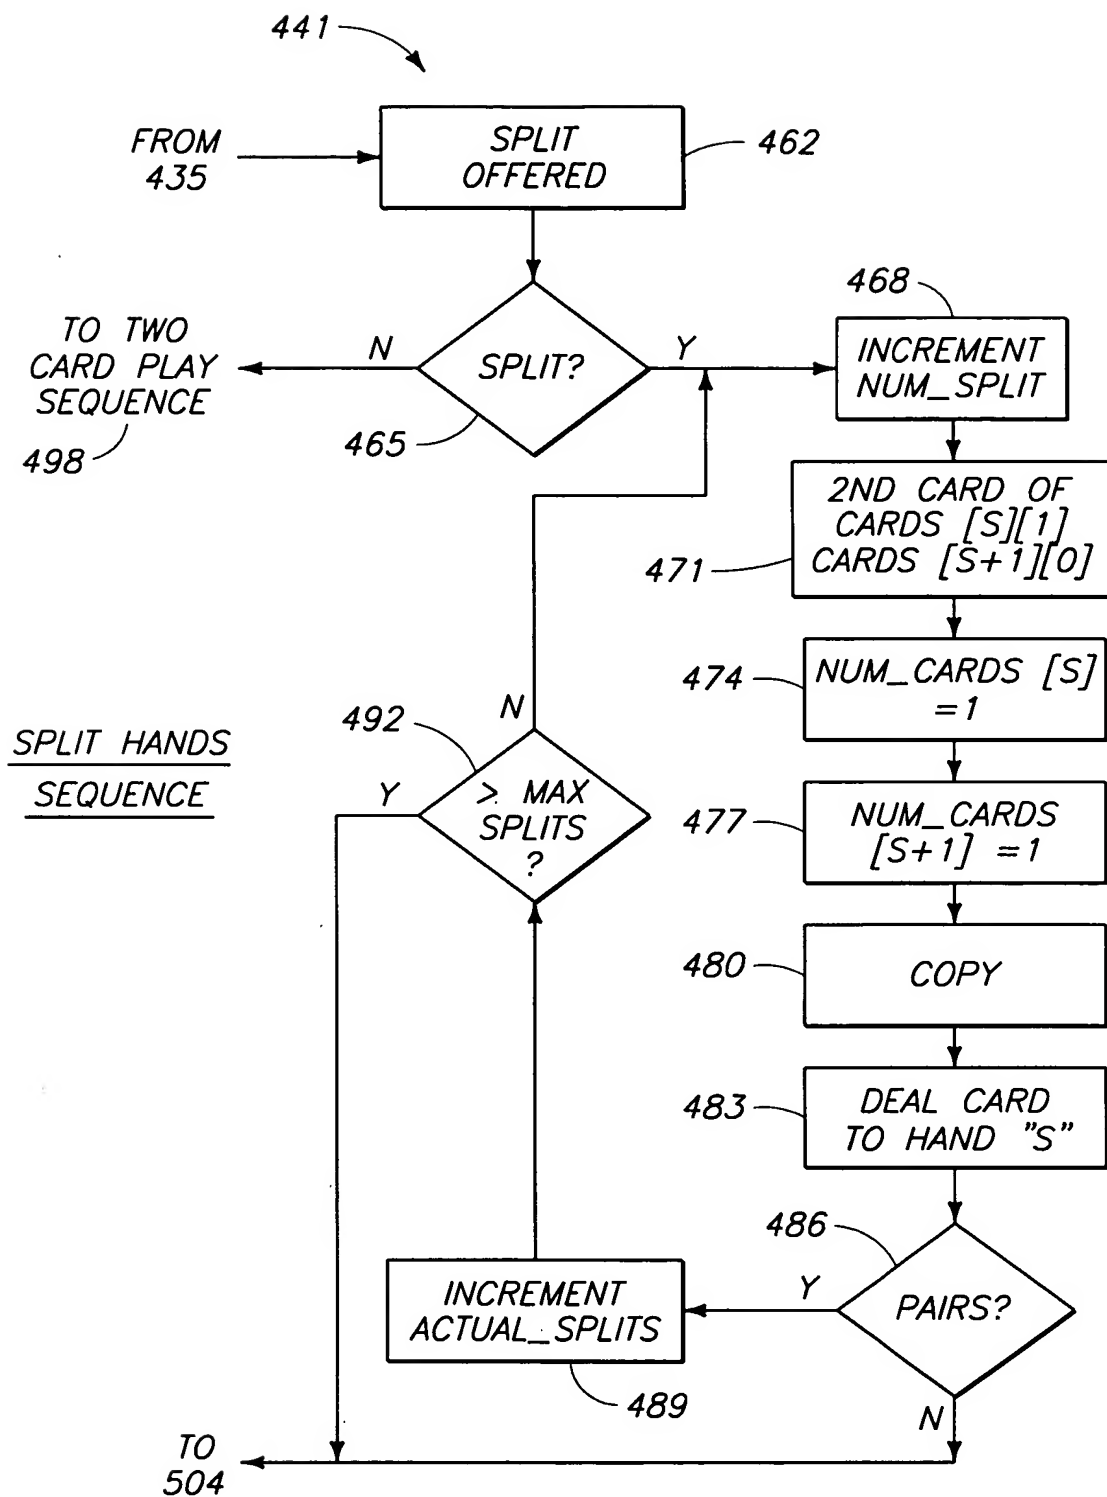 441
FROM
435
SPLIT
OFFERED
462
TO TWO
CARD PLAY
SEQUENCE
498
N
SPLIT?
Y
465
468
INCREMENT
NUM_SPLIT
2ND CARD OF
CARDS [S][1]
CARDS [S+1][0]
471
NUM_CARDS [S]
=1
474
NUM_CARDS
[S+1] =1
477
COPY
480
DEAL CARD
TO HAND "S"
483
486
PAIRS?
Y
N
INCREMENT
ACTUAL_SPLITS
489
492
N
Y
> MAX
SPLITS
?
SPLIT HANDS
SEQUENCE
TO
504